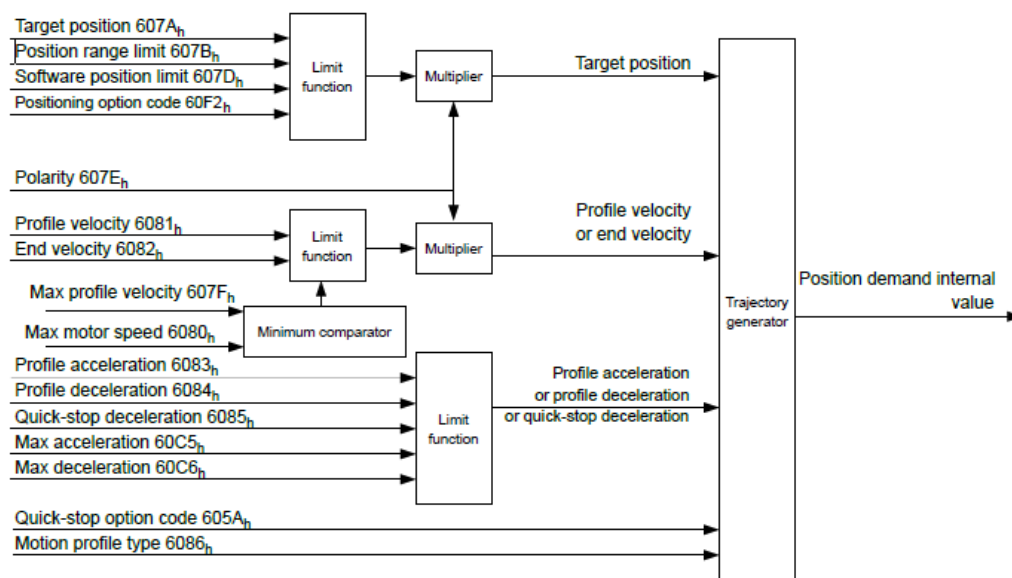 Target position 607Ah
Position range limit 607Bh
Software position limit 607Dh
Positioning option code 60F2h
Limit
function
Multiplier
Target position
Polarity 607Eh
Profile velocity 6081h
End velocity 6082h
Limit
function
Multiplier
Profile velocity
or end velocity
Max profile velocity 607Fh
Max motor speed 6080h
Minimum comparator
Trajectory
generator
Position demand internal
value
Profile acceleration 6083h
Profile deceleration 6084h
Quick-stop deceleration 6085h
Max acceleration 60C5h
Max deceleration 60C6h
Limit
function
Profile acceleration
or profile deceleration
or quick-stop deceleration
Quick-stop option code 605Ah
Motion profile type 6086h